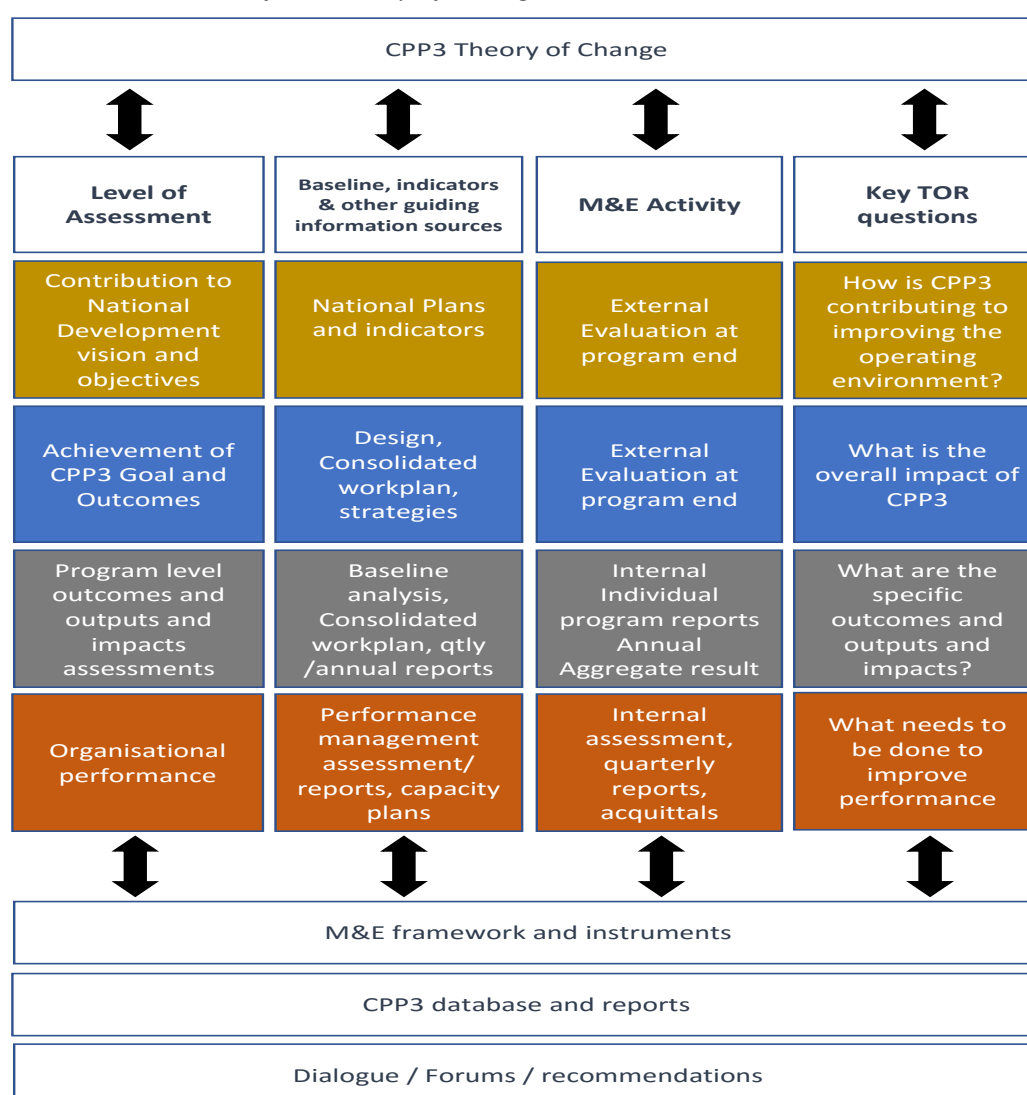 CPP3 Theory of Change
Level of
Assessment
Baseline, indicators
& other guiding
information sources
M&E Activity
Key TOR
questions
Contribution to
National
Development
vision and
objectives
National Plans
and indicators
External
Evaluation at
program end
How is CPP3
contributing to
improving the
operating
environment?
Achievement of
CPP3 Goal and
Outcomes
Design,
Consolidated
workplan,
strategies
External
Evaluation at
program end
What is the
overall impact of
CPP3
Program level
outcomes and
outputs and
impacts
assessments
Baseline
analysis,
Consolidated
workplan, qtly
/annual reports
Internal
Individual
program reports
Annual
Aggregate result
What are the
specific
outcomes and
outputs and
impacts?
Organisational
performance
Performance
management
assessment/
reports, capacity
plans
Internal
assessment,
quarterly
reports,
acquittals
What needs to
be done to
improve
performance
M&E framework and instruments
CPP3 database and reports
Dialogue / Forums / recommendations